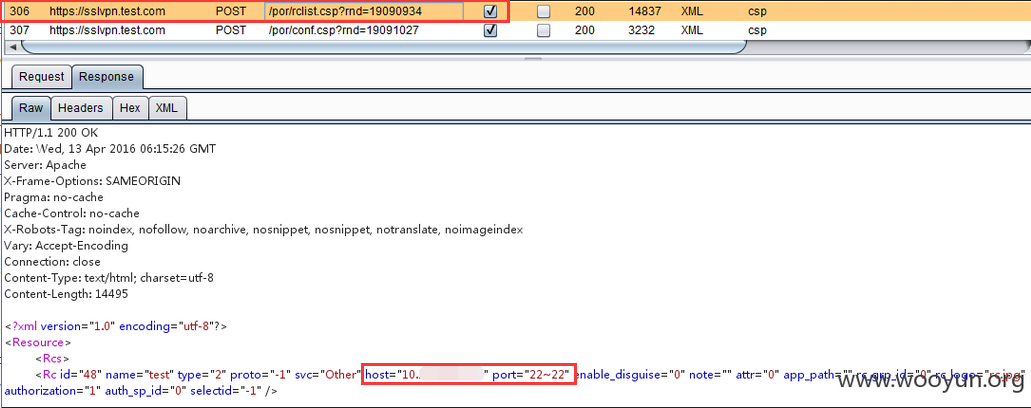 306 https://sslvpn.test.com POST /por/rclist.csp?rnd=19090934 200 14837 XML csp
307 https://sslvpn.test.com POST /por/conf.csp?rnd=19091027 200 3232 XML csp
Request Response
Raw Headers Hex XML
HTTP/1.1 200 OK
Date: Wed, 13 Apr 2016 06:15:26 GMT
Server: Apache
X-Frame-Options: SAMEORIGIN
Pragma: no-cache
Cache-Control: no-cache
X-Robots-Tag: noindex, nofollow, noarchive, nosnippet, nosnippet, notranslate, noimageindex
Vary: Accept-Encoding
Connection: close
Content-Type: text/html; charset=utf-8
Content-Length: 14495
<?xml version="1.0" encoding="utf-8"?>
<Resource>
<Rcs>
<Rc id="48" name="test" type="2" proto="-1" svc="Other" host="10. " port="22~22" enable_disguise="0" note="" attr="0" app_path="" rc_grp_id="0" rc_logo="rs.jpg"
authorization="1" auth_sp_id="0" selectid="-1" />
www.wooyun.org